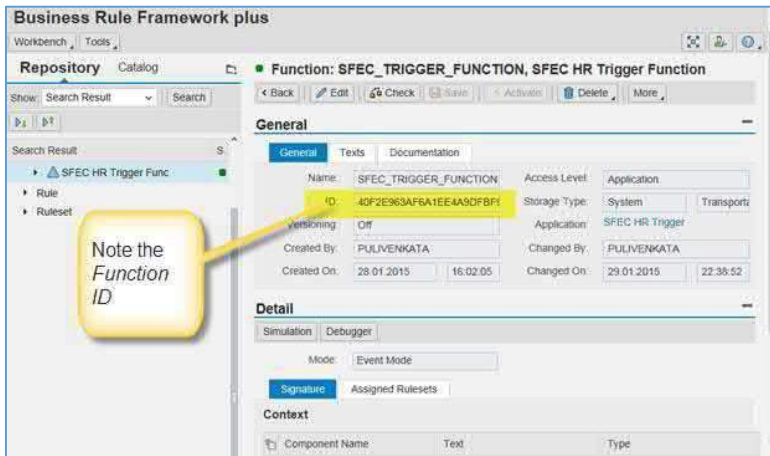 Business Rule Framework plus
Workbench Tools
Repository Catalog
Show: Search Result Search
Search Result S
SFEC HR Trigger Func
Rule
Ruleset
Note the
Function
ID
Function: SFEC_TRIGGER_FUNCTION, SFEC HR Trigger Function
Back Edit Check Save Activate Delete More
General
General Texts Documentation
Name: SFEC_TRIGGER_FUNCTION Access Level: Application
ID: 40F2E963AF6A1EE4A9DFBF Storage Type: System Transporta
Versioning: Off Application: SFEC HR Trigger
Created By: PULIVENKATA Changed By: PULIVENKATA
Created On: 28.01.2015 16:02:05 Changed On: 29.01.2015 22:38:52
Detail
Simulation Debugger
Mode: Event Mode
Signature Assigned Rulesets
Context
Component Name Text Type